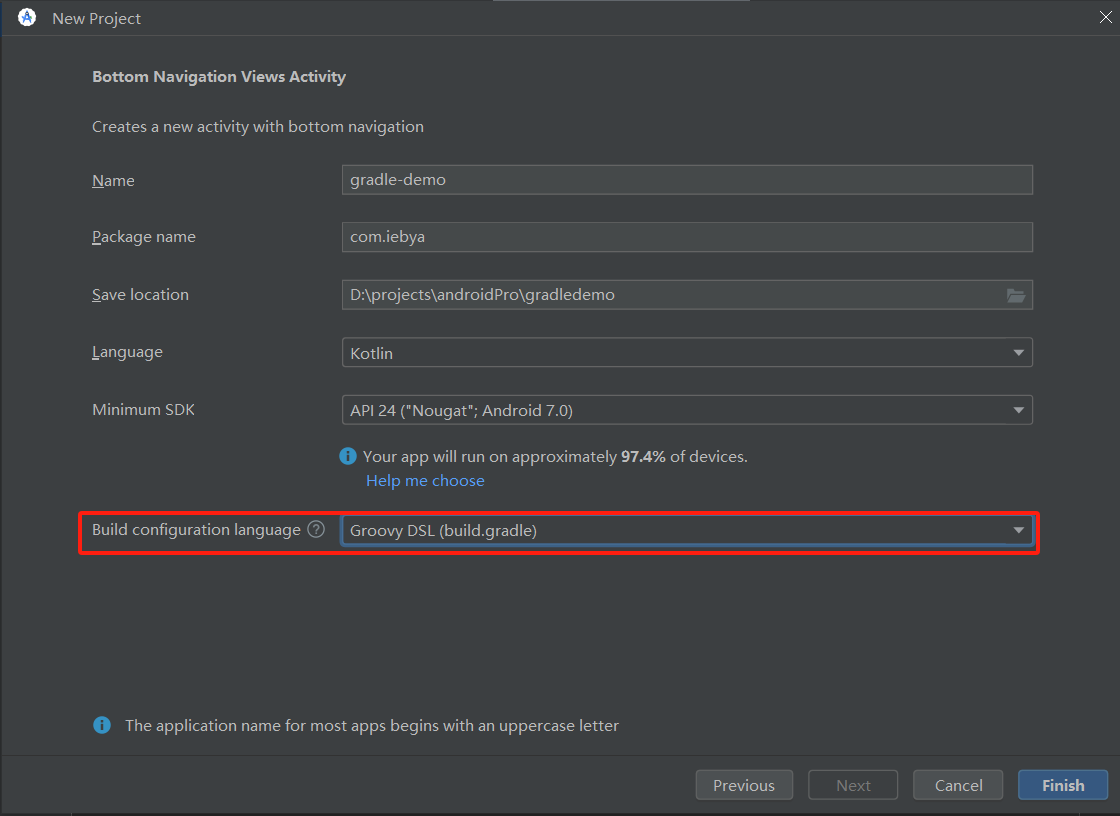 New Project
Bottom Navigation Views Activity
Creates a new activity with bottom navigation
Name gradle-demo
Package name com.iebya
Save location D:\projects\androidPro\gradledemo
Language Kotlin
Minimum SDK API 24 ("Nougat"; Android 7.0)
Your app will run on approximately 97.4% of devices.
Help me choose
Build configuration language ? Groovy DSL (build.gradle)
The application name for most apps begins with an uppercase letter
Previous Next Cancel Finish